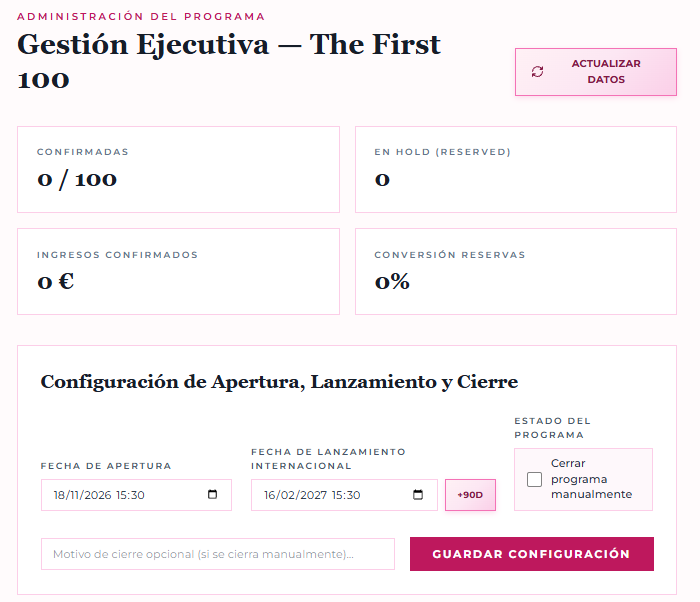 ADMINISTRACIÓN DEL PROGRAMA
Gestión Ejecutiva — The First
100
ACTUALIZAR
DATOS
CONFIRMADAS
0 / 100
EN HOLD (RESERVED)
0
INGRESOS CONFIRMADOS
0 €
CONVERSIÓN RESERVAS
0%
Configuración de Apertura, Lanzamiento y Cierre
FECHA DE APERTURA
18/11/2026 15:30
FECHA DE LANZAMIENTO
INTERNACIONAL
16/02/2027 15:30
+90D
ESTADO DEL
PROGRAMA
Cerrar
programa
manualmente
Motivo de cierre opcional (si se cierra manualmente)...
GUARDAR CONFIGURACIÓN